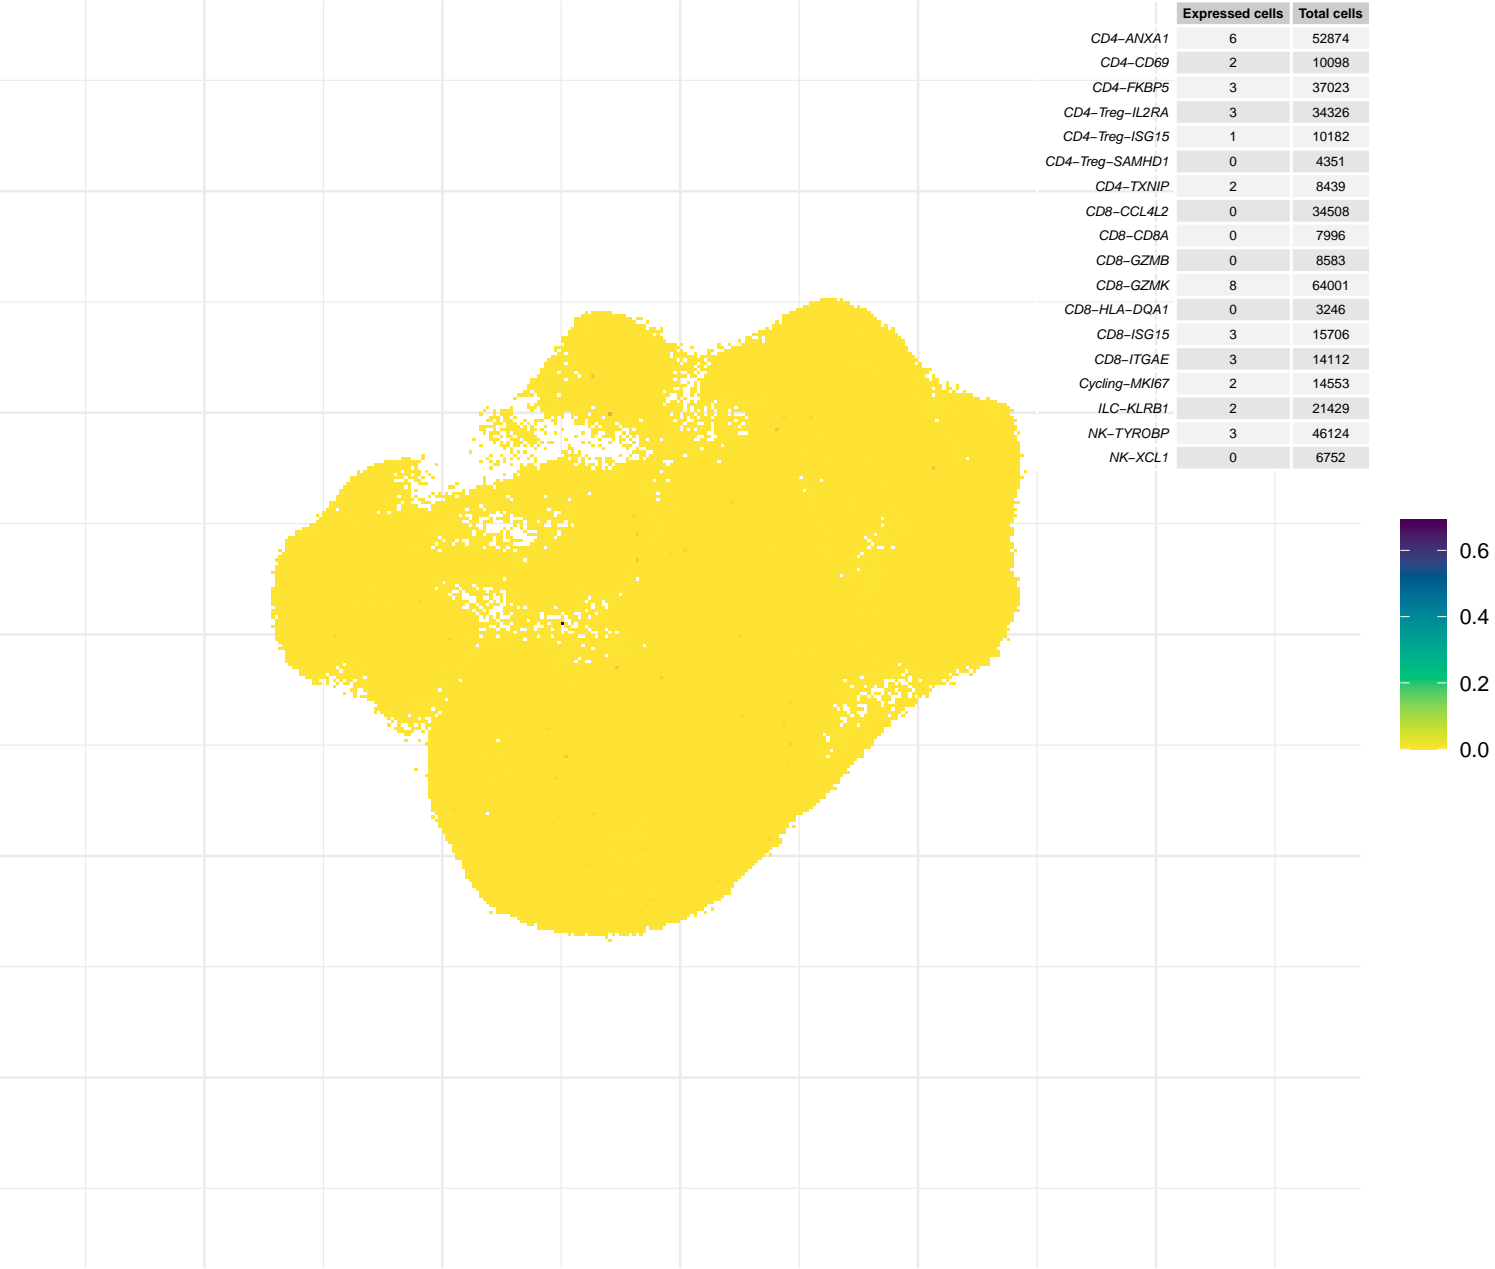 Expressed cells Total cells
CD4−ANXA1 6 52874
CD4−CD69 2 10098
CD4−FKBP5 3 37023
CD4−Treg−IL2RA 3 34326
CD4−Treg−ISG15 1 10182
CD4−Treg−SAMHD1 0 4351
CD4−TXNIP 2 8439
CD8−CCL4L2 0 34508
CD8−CD8A 0 7996
CD8−GZMB 0 8583
CD8−GZMK 8 64001
CD8−HLA−DQA1 0 3246
CD8−ISG15 3 15706
CD8−ITGAE 3 14112
Cycling−MKI67 2 14553
ILC−KLRB1 2 21429
NK−TYROBP 3 46124
NK−XCL1 0 6752
0.6
0.4
0.2
0.0